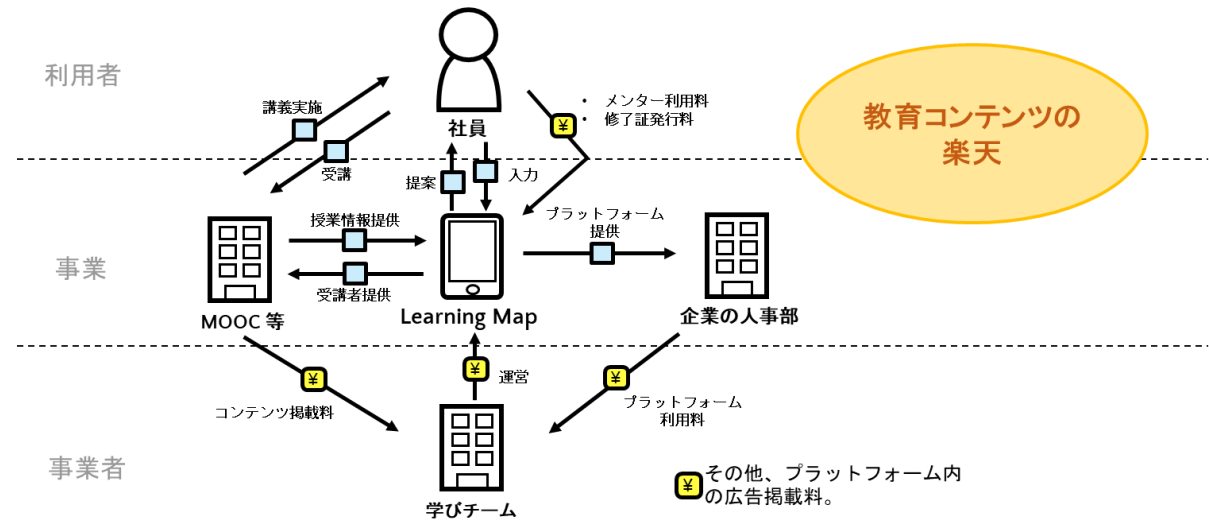 利用者
講義実施
受講
社員
¥
・ メンター利用料
・ 修了証発行料
教育コンテンツの
楽天
提案
入力
事業
授業情報提供
受講者提供
MOOC 等
Learning Map
プラットフォーム
提供
企業の人事部
¥
コンテンツ掲載料
¥
運営
¥
プラットフォーム
利用料
事業者
学びチーム
¥
その他、プラットフォーム内
の広告掲載料。